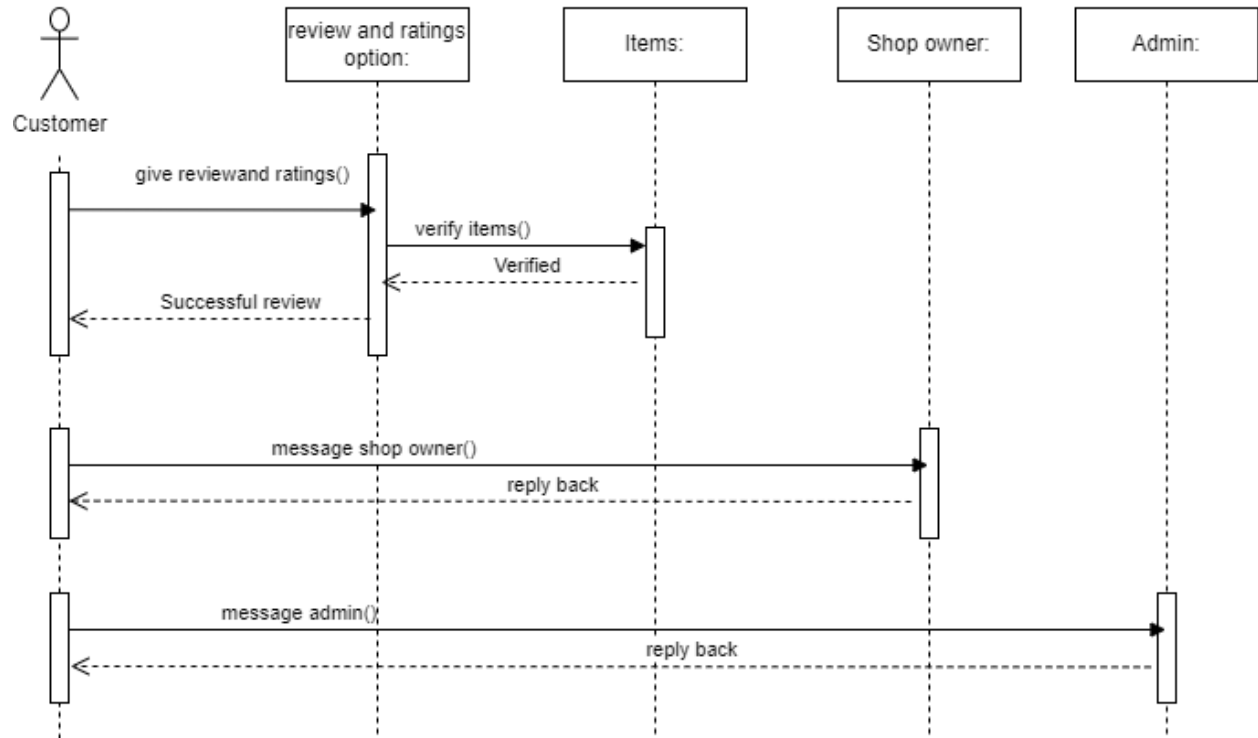 review and ratings
option:
Items:
Shop owner:
Admin:
Customer
give reviewand ratings()
verify items()
Verified
Successful review
message shop owner()
reply back
message admin()
reply back